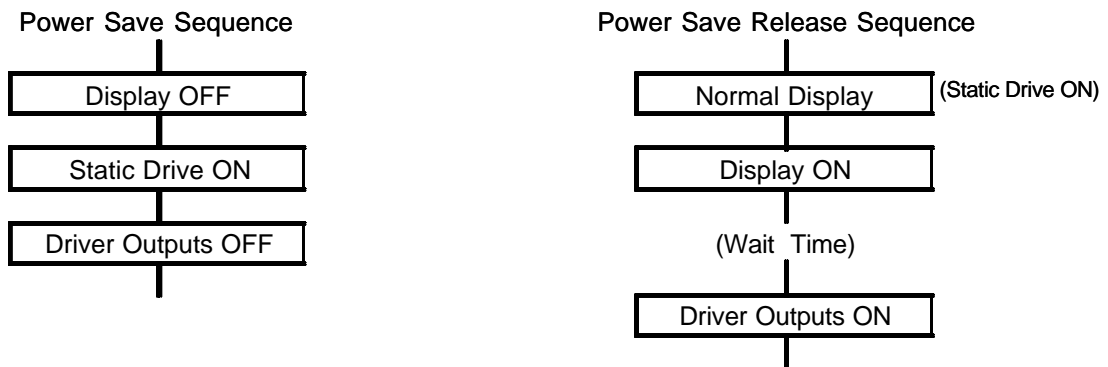 Power Save Sequence
Display OFF
Static Drive ON
Driver Outputs OFF
Power Save Release Sequence
Normal Display
(Static Drive ON)
Display ON
(Wait Time)
Driver Outputs ON